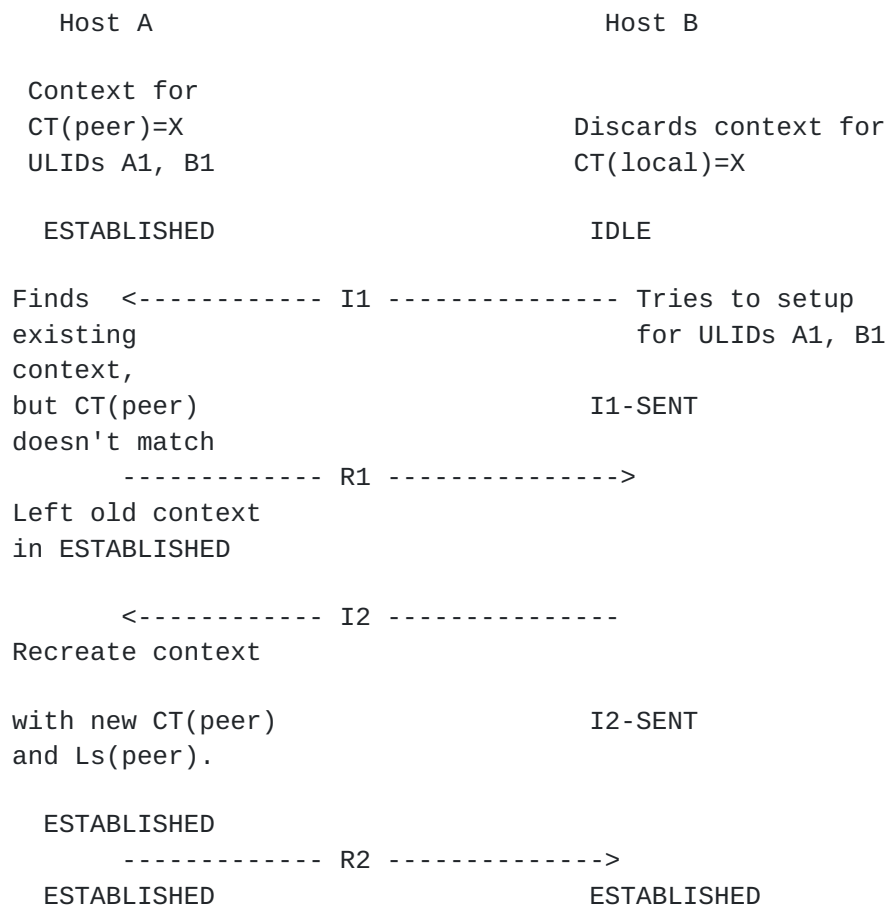 Host A                             Host B

 Context for
 CT(peer)=X                       Discards context for
 ULIDs A1, B1                     CT(local)=X

  ESTABLISHED                      IDLE

Finds  <------------ I1 --------------- Tries to setup
existing                                for ULIDs A1, B1
context,
but CT(peer)                         I1-SENT
doesn't match
       ------------- R1 --------------->
Left old context
in ESTABLISHED

       <------------ I2 ---------------
Recreate context

with new CT(peer)                    I2-SENT
and Ls(peer).

  ESTABLISHED
       ------------- R2 -------------->
  ESTABLISHED                        ESTABLISHED